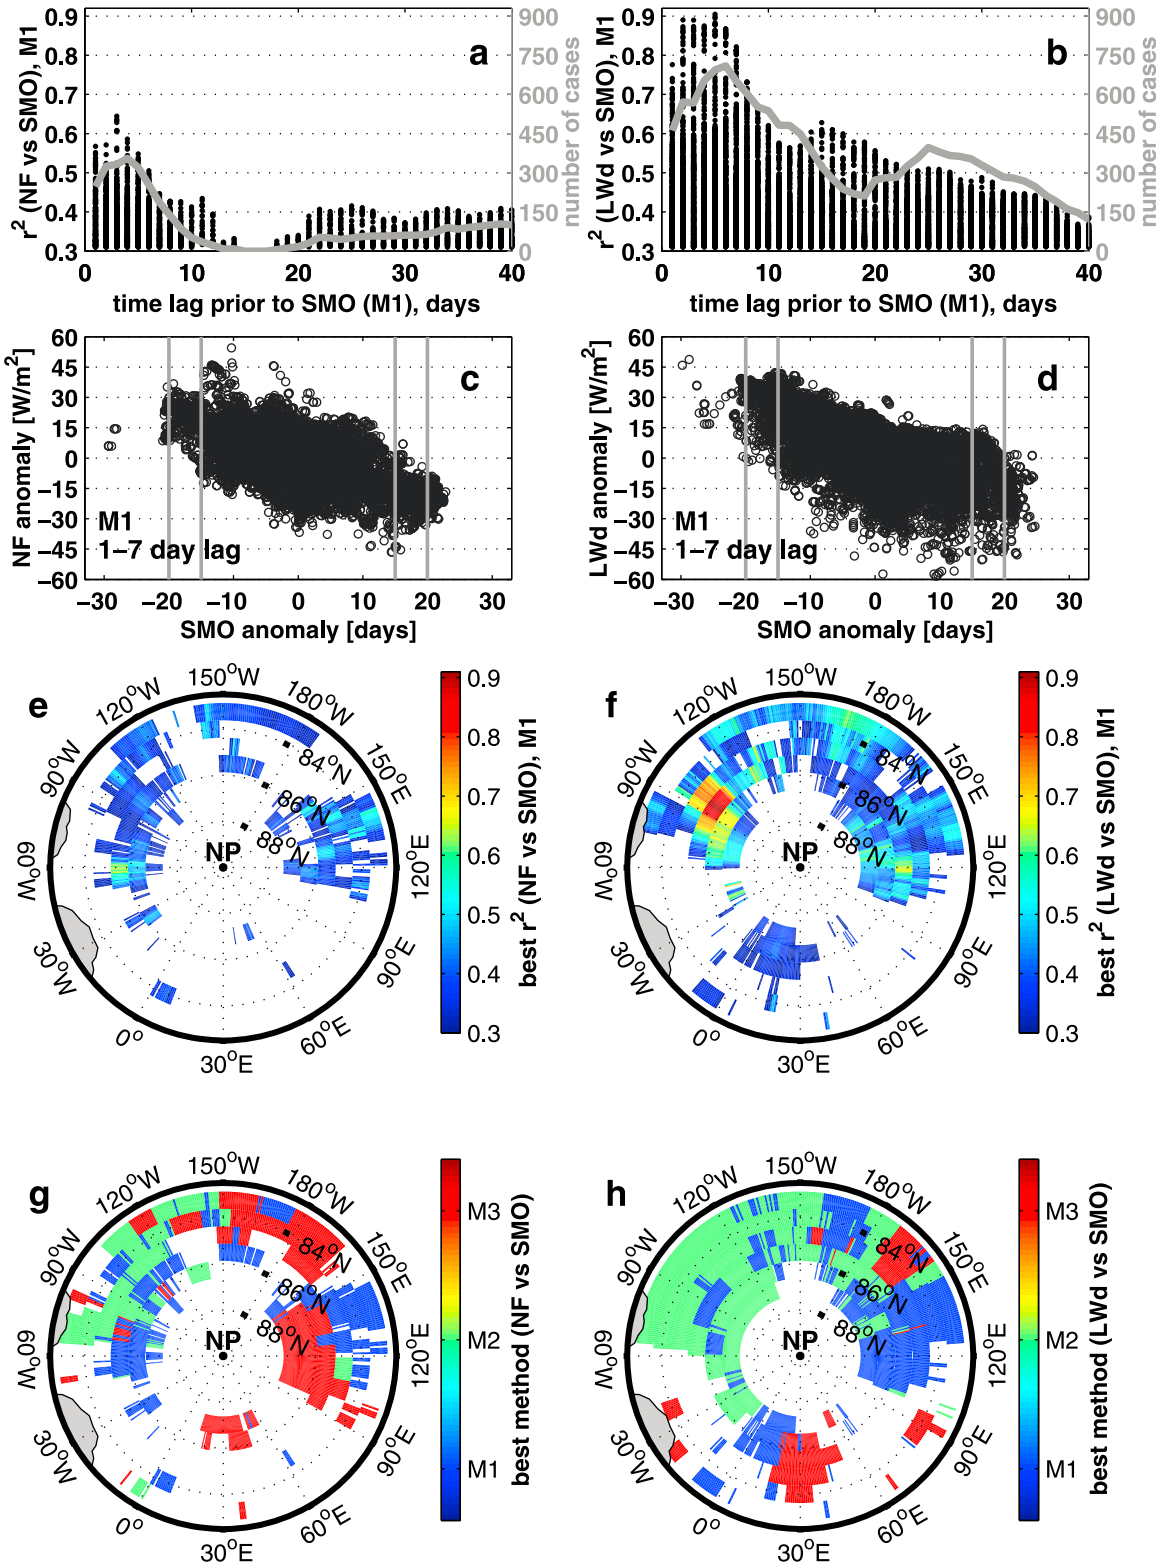 a
r² (NF vs SMO), M1
0.9
0.8
0.7
0.6
0.5
0.4
0.3
900
750
600
450
300
150
0
number of cases
0 10 20 30 40
time lag prior to SMO (M1), days
b
r² (LWd vs SMO), M1
0.9
0.8
0.7
0.6
0.5
0.4
0.3
900
750
600
450
300
150
0
number of cases
0 10 20 30 40
time lag prior to SMO (M1), days
c
NF anomaly [W/m²]
60
45
30
15
0
−15
−30
−45
−60
M1
1−7 day lag
−30 −20 −10 0 10 20 30
SMO anomaly [days]
d
LWd anomaly [W/m²]
60
45
30
15
0
−15
−30
−45
−60
M1
1−7 day lag
−30 −20 −10 0 10 20 30
SMO anomaly [days]
e
150°W
180°W
150°E
120°E
90°E
60°E
30°E
0°
30°W
60°W
90°W
120°W
84°N
86°N
88°N
NP
0.9
0.8
0.7
0.6
0.5
0.4
0.3
best r² (NF vs SMO), M1
f
150°W
180°W
150°E
120°E
90°E
60°E
30°E
0°
30°W
60°W
90°W
120°W
84°N
86°N
88°N
NP
0.9
0.8
0.7
0.6
0.5
0.4
0.3
best r² (LWd vs SMO), M1
g
150°W
180°W
150°E
120°E
90°E
60°E
30°E
0°
30°W
60°W
90°W
120°W
84°N
86°N
88°N
NP
M3
M2
M1
best method (NF vs SMO)
h
150°W
180°W
150°E
120°E
90°E
60°E
30°E
0°
30°W
60°W
90°W
120°W
84°N
86°N
88°N
NP
M3
M2
M1
best method (LWd vs SMO)